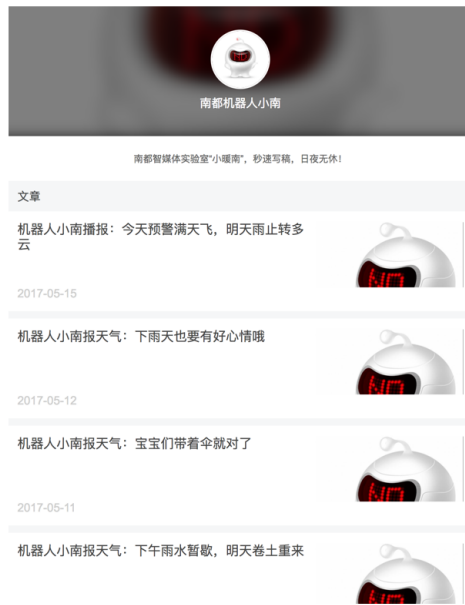 南都机器人小南
南都智媒体实验室“小暖南”，秒速写稿，日夜无休！
文章
机器人小南播报：今天预警满天飞，明天雨止转多
云
2017-05-15
机器人小南报天气：下雨天也要有好心情哦
2017-05-12
机器人小南报天气：宝宝们带着伞就对了
2017-05-11
机器人小南报天气：下午雨水暂歇，明天卷土重来